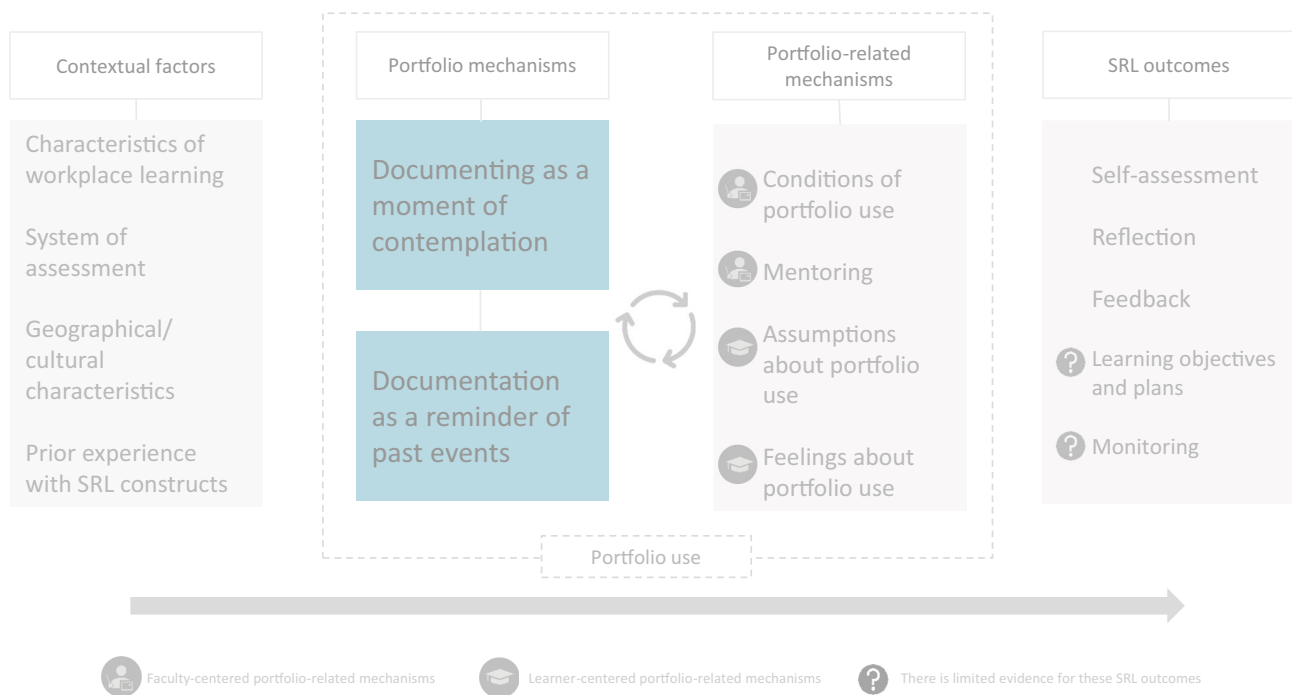 Contextual factors
Characteristics of
workplace learning
System of
assessment
Geographical/
cultural
characteristics
Prior experience
with SRL constructs
Portfolio mechanisms
Documenting as a
moment of
contemplation
Documentation
as a reminder of
past events
Portfolio-related
mechanisms
Conditions of
portfolio use
Mentoring
Assumptions
about portfolio
use
Feelings about
portfolio use
SRL outcomes
Self-assessment
Reflection
Feedback
? Learning objectives
and plans
? Monitoring
Portfolio use
Faculty-centered portfolio-related mechanisms
Learner-centered portfolio-related mechanisms
? There is limited evidence for these SRL outcomes